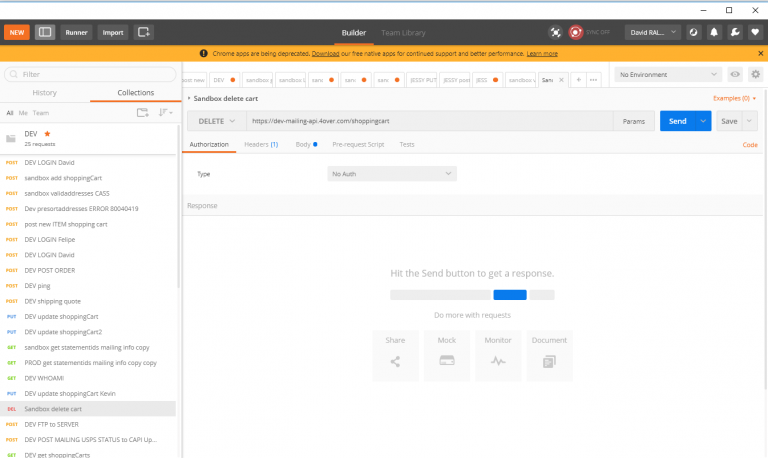 NEW Runner Import Builder Team Library SYNC OFF David RAL...
Chrome apps are being deprecated. Download our free native apps for continued support and better performance. Learn more
Filter
History Collections
All Me Team
DEV
25 requests
POST DEV LOGIN David
POST sandbox add shoppingCart
POST sandbox validaddresses CASS
POST Dev presortaddresses ERROR:80040419
POST post new ITEM shopping cart
POST DEV LOGIN Felipe
POST DEV LOGIN David
POST DEV POST ORDER
POST DEV ping
POST DEV shipping quote
PUT DEV update shoppingCart
PUT DEV update shoppingCart2
GET sandbox get statementids mailing info copy
GET PROD get statementids mailing info copy copy
GET DEV WHOAMI
PUT DEV update shoppingCart Kevin
DEL Sandbox delete cart
POST DEV FTP to SERVER
POST DEV POST MAILING USPS STATUS to CAPI Up...
GET DEV get shoppingCarts
ost new DEV sandbox sandbox JESSY PUT JESSY post JESS sandbox San No Environment
Sandbox delete cart Examples (0)
DELETE https://dev-mailing-api.4over.com/shoppingcart Params Send Save
Authorization Headers (1) Body Pre-request Script Tests Code
Type No Auth
Response
Hit the Send button to get a response.
Do more with requests
Share Mock Monitor Document